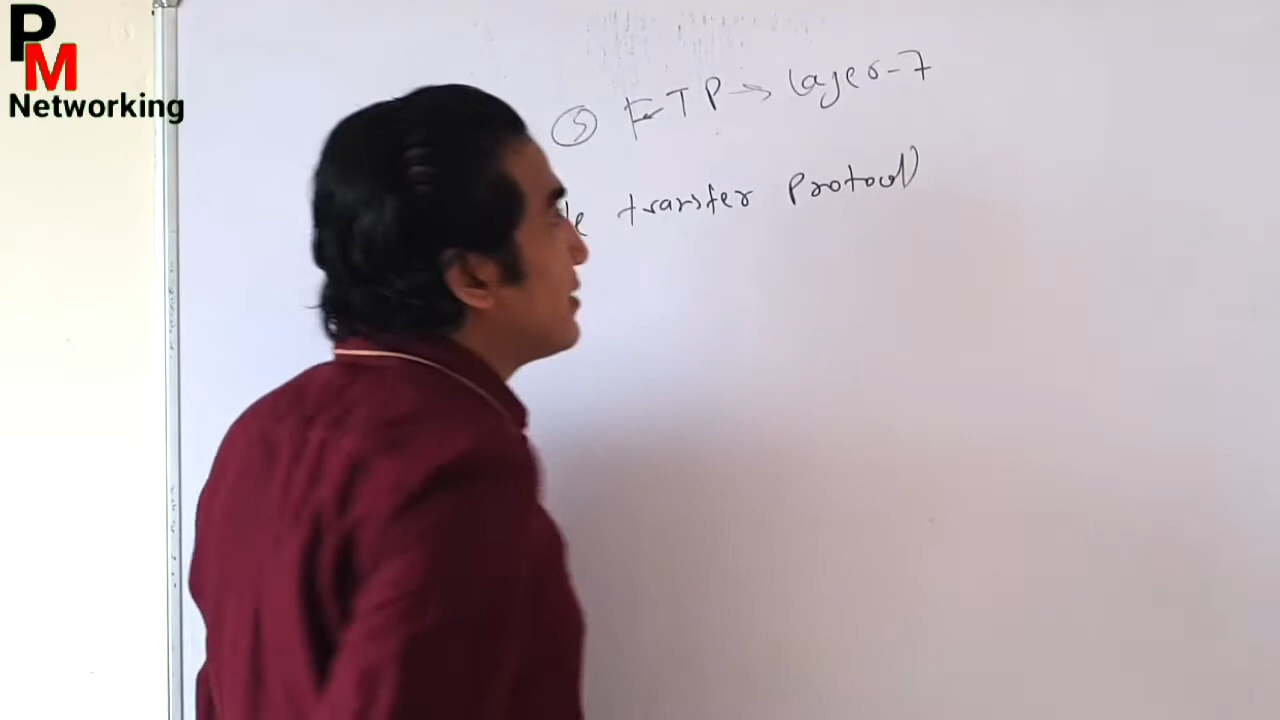 PM
Networking
⑤ FTP → Layer-7
le transfer Protocol